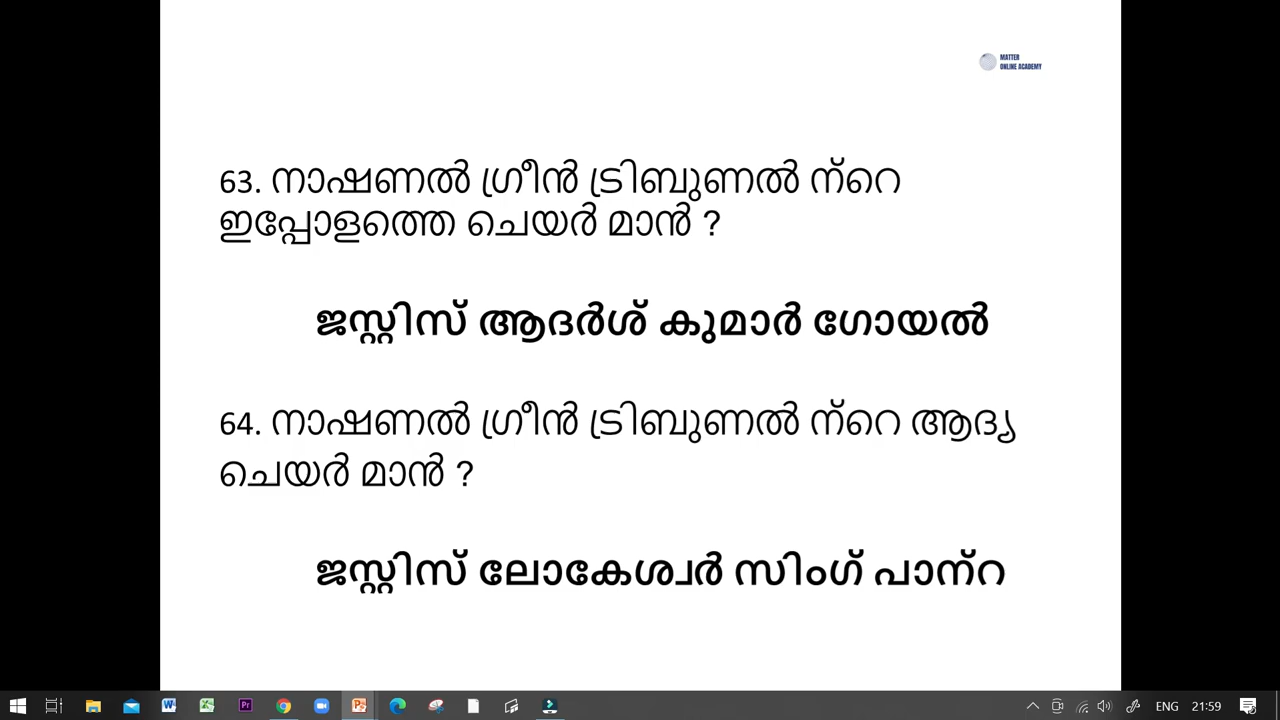 MATTER
ONLINE ACADEMY
63. നാഷണൽ ഗ്രീൻ ട്രിബുണൽ ന്റെ
ഇപ്പോളത്തെ ചെയർ മാൻ ?
ജസ്റ്റിസ് ആദർശ് കുമാർ ഗോയൽ
64. നാഷണൽ ഗ്രീൻ ട്രിബുണൽ ന്റെ ആദ്യ
ചെയർ മാൻ ?
ജസ്റ്റിസ് ലോകേശ്വർ സിംഗ് പാന്റ
ENG 21:59